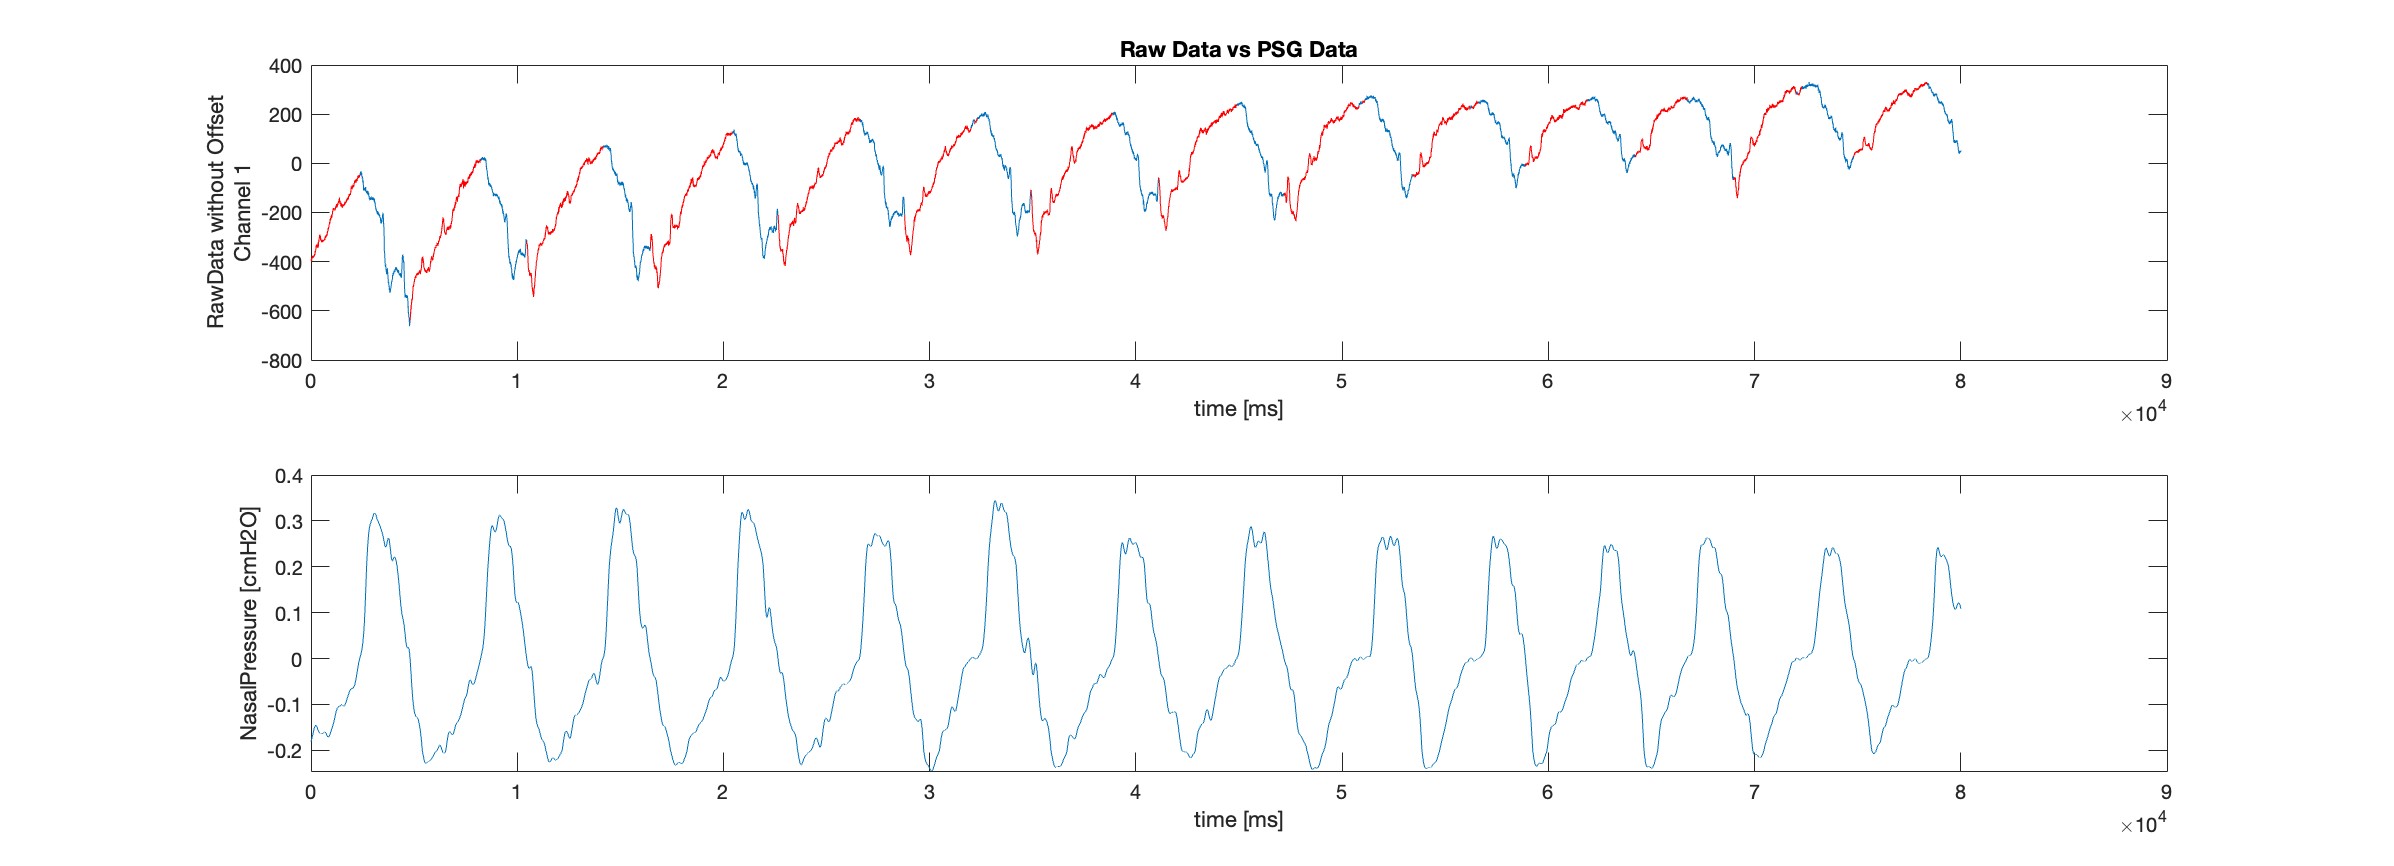 Raw Data vs PSG Data
RawData without Offset
Channel 1
400
200
0
-200
-400
-600
-800
0 1 2 3 4 5 6 7 8 9
time [ms]
×10^4
NasalPressure [cmH2O]
0.4
0.3
0.2
0.1
0
-0.1
-0.2
0 1 2 3 4 5 6 7 8 9
time [ms]
×10^4